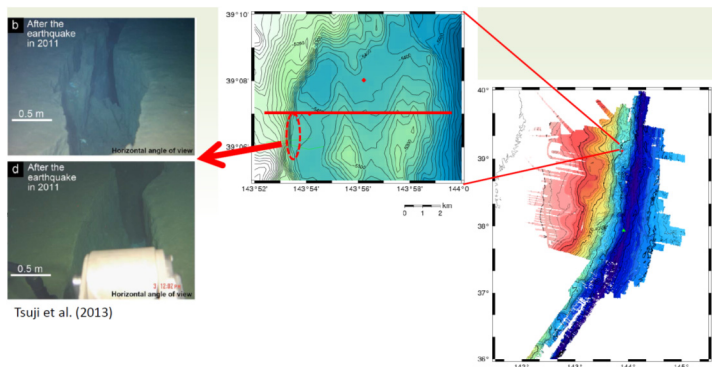 b
After the
earthquake
in 2011
0.5 m
Horizontal angle of view
d
After the
earthquake
in 2011
0.5 m
Horizontal angle of view
Tsuji et al. (2013)
39°10'
39°08'
39°06'
143°52'
143°54'
143°56'
143°58'
144°0'
km
0 1 2
40°
39°
38°
37°
36°